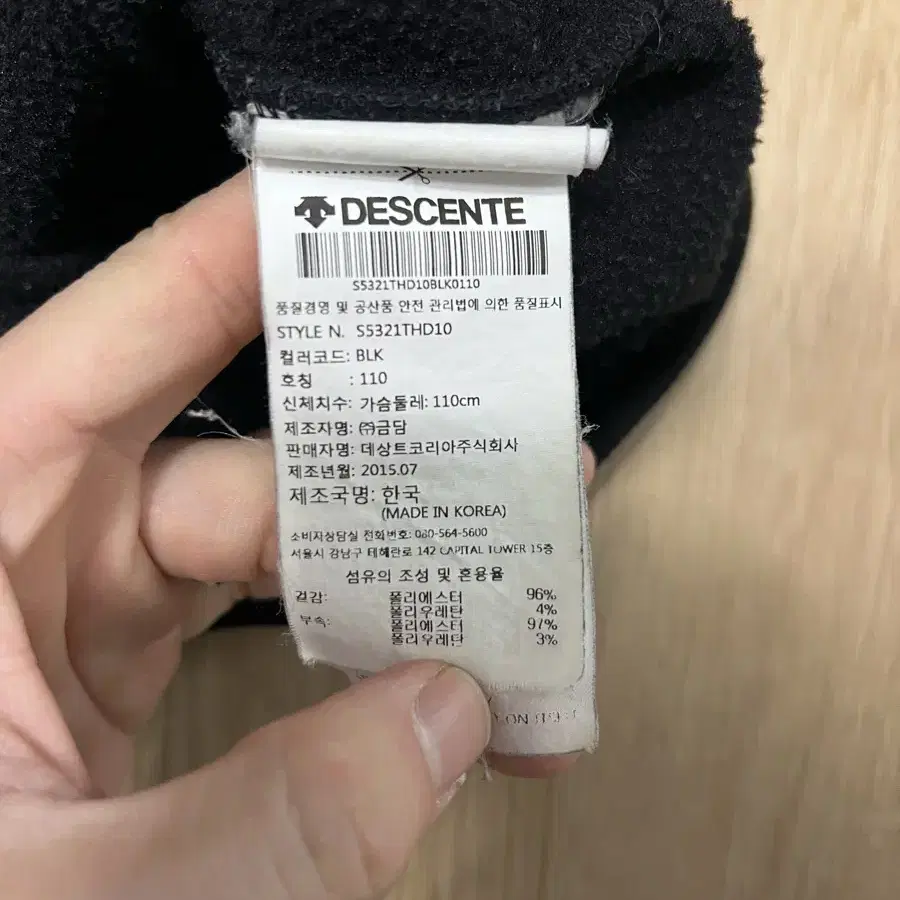 DESCENTE
S5321THD10BLK0110
품질경영 및 공산품 안전 관리법에 의한 품질표시
STYLE N. S5321THD10
컬러코드: BLK
호칭 : 110
신체치수: 가슴둘레: 110cm
제조자명: ㈜금담
판매자명: 데상트코리아주식회사
제조년월: 2015.07
제조국명: 한국
(MADE IN KOREA)
소비자상담실 전화번호: 080-564-5600
서울시 강남구 테헤란로 142 CAPITAL TOWER 15층
섬유의 조성 및 혼용율
겉감: 폴리에스터 96%
폴리우레탄 4%
부속: 폴리에스터 97%
폴리우레탄 3%